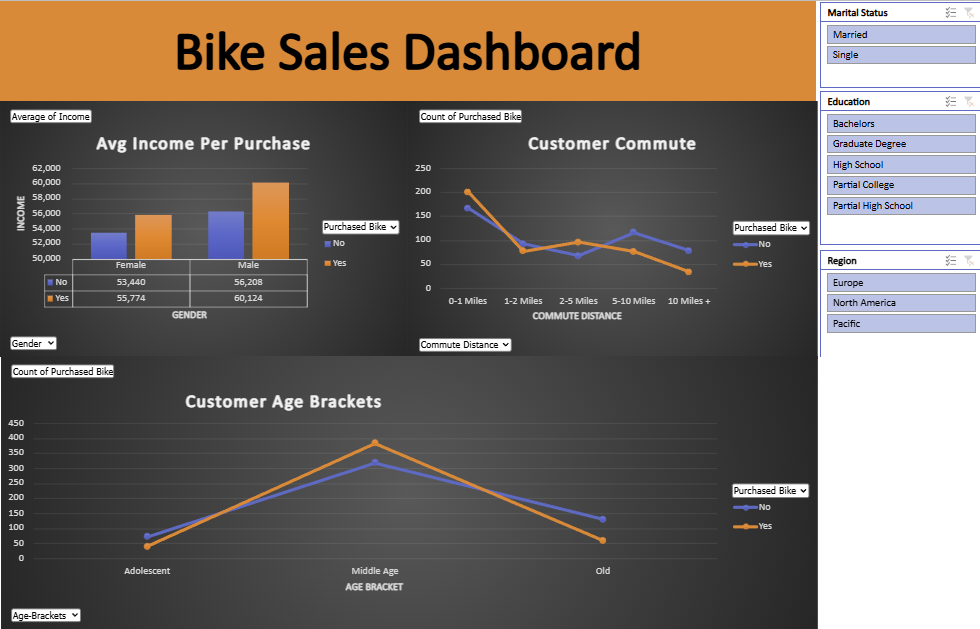 Bike Sales Dashboard
Average of Income
Avg Income Per Purchase
62,000
60,000
58,000
56,000
54,000
52,000
50,000
INCOME
Female
Male
No
53,440
56,208
Yes
55,774
60,124
GENDER
Purchased Bike
No
Yes
Gender
Count of Purchased Bike
Customer Commute
250
200
150
100
50
0
0-1 Miles
1-2 Miles
2-5 Miles
5-10 Miles
10 Miles +
COMMUTE DISTANCE
Purchased Bike
No
Yes
Commute Distance
Count of Purchased Bike
Customer Age Brackets
450
400
350
300
250
200
150
100
50
0
Adolescent
Middle Age
Old
AGE BRACKET
Purchased Bike
No
Yes
Age-Brackets
Marital Status
Married
Single
Education
Bachelors
Graduate Degree
High School
Partial College
Partial High School
Region
Europe
North America
Pacific